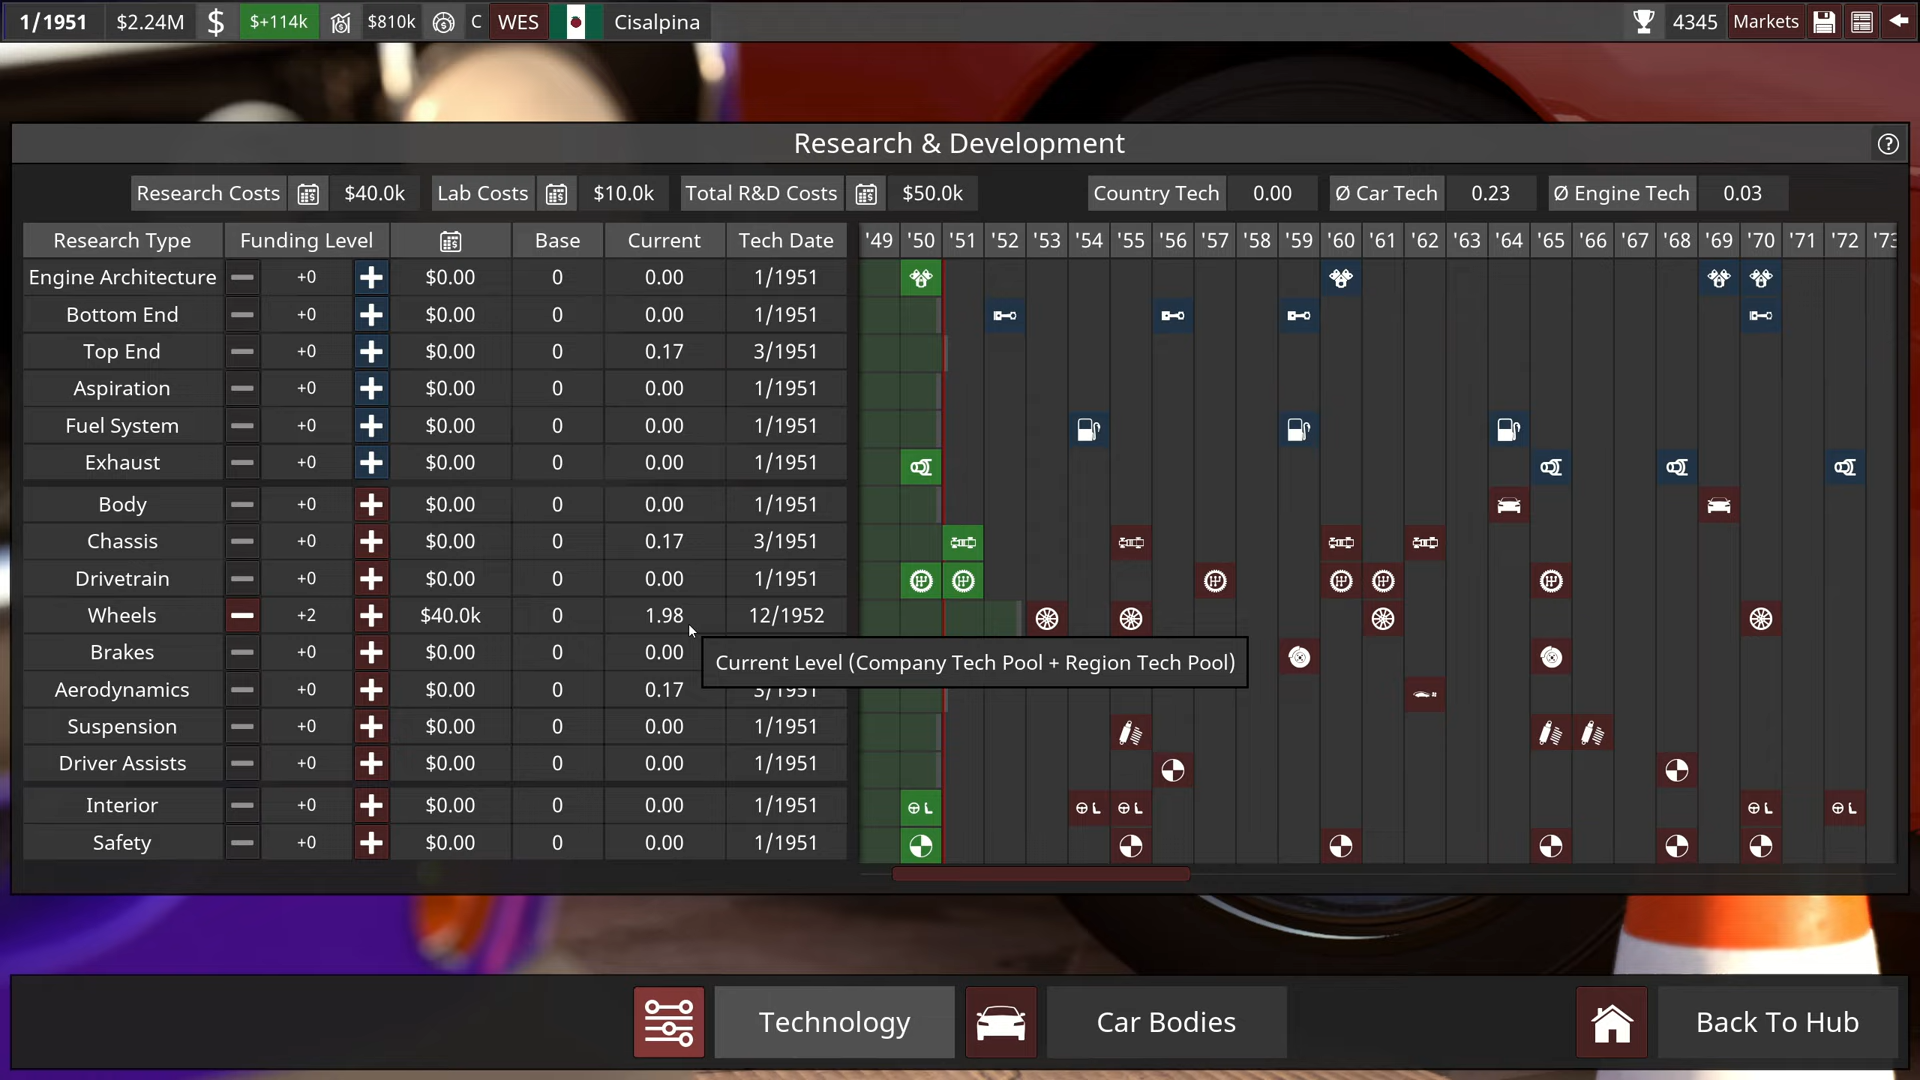 1/1951 $2.24M $ $+114k $810k C WES Cisalpina 4345 Markets
Research & Development ?
Research Costs $40.0k Lab Costs $10.0k Total R&D Costs $50.0k Country Tech 0.00 Ø Car Tech 0.23 Ø Engine Tech 0.03
Research Type Funding Level Base Current Tech Date '49 '50 '51 '52 '53 '54 '55 '56 '57 '58 '59 '60 '61 '62 '63 '64 '65 '66 '67 '68 '69 '70 '71 '72 '73
Engine Architecture +0 $0.00 0 0.00 1/1951
Bottom End +0 $0.00 0 0.00 1/1951
Top End +0 $0.00 0 0.17 3/1951
Aspiration +0 $0.00 0 0.00 1/1951
Fuel System +0 $0.00 0 0.00 1/1951
Exhaust +0 $0.00 0 0.00 1/1951
Body +0 $0.00 0 0.00 1/1951
Chassis +0 $0.00 0 0.17 3/1951
Drivetrain +0 $0.00 0 0.00 1/1951
Wheels +2 $40.0k 0 1.98 12/1952
Brakes +0 $0.00 0 0.00
Current Level (Company Tech Pool + Region Tech Pool)
Aerodynamics +0 $0.00 0 0.17 3/1951
Suspension +0 $0.00 0 0.00 1/1951
Driver Assists +0 $0.00 0 0.00 1/1951
Interior +0 $0.00 0 0.00 1/1951
Safety +0 $0.00 0 0.00 1/1951
Technology Car Bodies Back To Hub